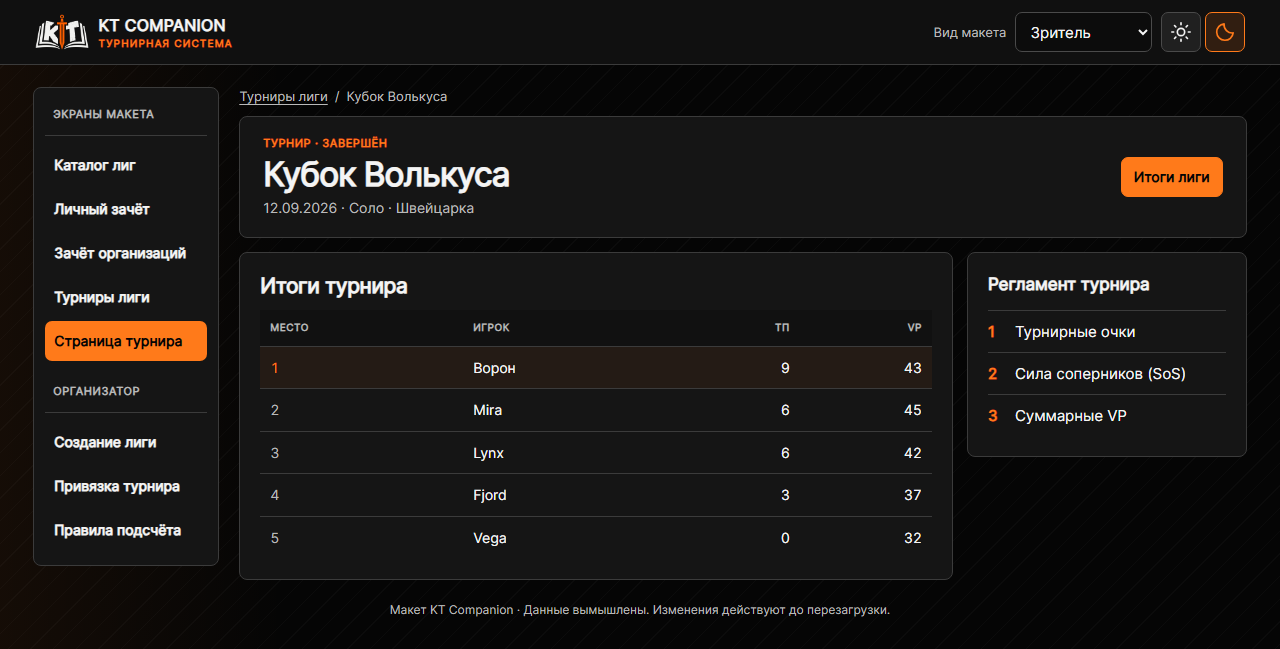 KT
KT COMPANION
ТУРНИРНАЯ СИСТЕМА
Вид макета
Зритель
ЭКРАНЫ МАКЕТА
Каталог лиг
Личный зачёт
Зачёт организаций
Турниры лиги
Страница турнира
ОРГАНИЗАТОР
Создание лиги
Привязка турнира
Правила подсчёта
Турниры лиги / Кубок Волькуса
ТУРНИР · ЗАВЕРШЁН
Кубок Волькуса
12.09.2026 · Соло · Швейцарка
Итоги лиги
Итоги турнира
МЕСТО ИГРОК ТП VP
1 Ворон 9 43
2 Mira 6 45
3 Lynx 6 42
4 Fjord 3 37
5 Vega 0 32
Регламент турнира
1 Турнирные очки
2 Сила соперников (SoS)
3 Суммарные VP
Макет KT Companion · Данные вымышлены. Изменения действуют до перезагрузки.